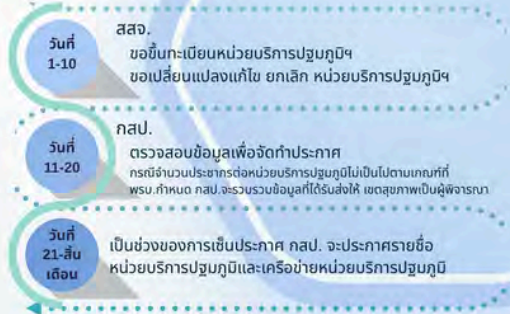 วันที่
1-10
สสจ.
ขอขึ้นทะเบียนหน่วยบริการปฐมภูมิฯ
ขอเปลี่ยนแปลงแก้ไข ยกเลิก หน่วยบริการปฐมภูมิฯ
วันที่
11-20
กสป.
ตรวจสอบข้อมูลเพื่อจัดทำประกาศ
กรณีจำนวนประชากรต่อหน่วยบริการปฐมภูมิไม่เป็นไปตามเกณฑ์ที่
พรบ.กำหนด กสป.จะรวบรวมข้อมูลที่ได้รับส่งให้ เขตสุขภาพเป็นผู้พิจารณา
วันที่
21-สิ้น
เดือน
เป็นช่วงของการเซ็นประกาศ กสป. จะประกาศรายชื่อ
หน่วยบริการปฐมภูมิและเครือข่ายหน่วยบริการปฐมภูมิ